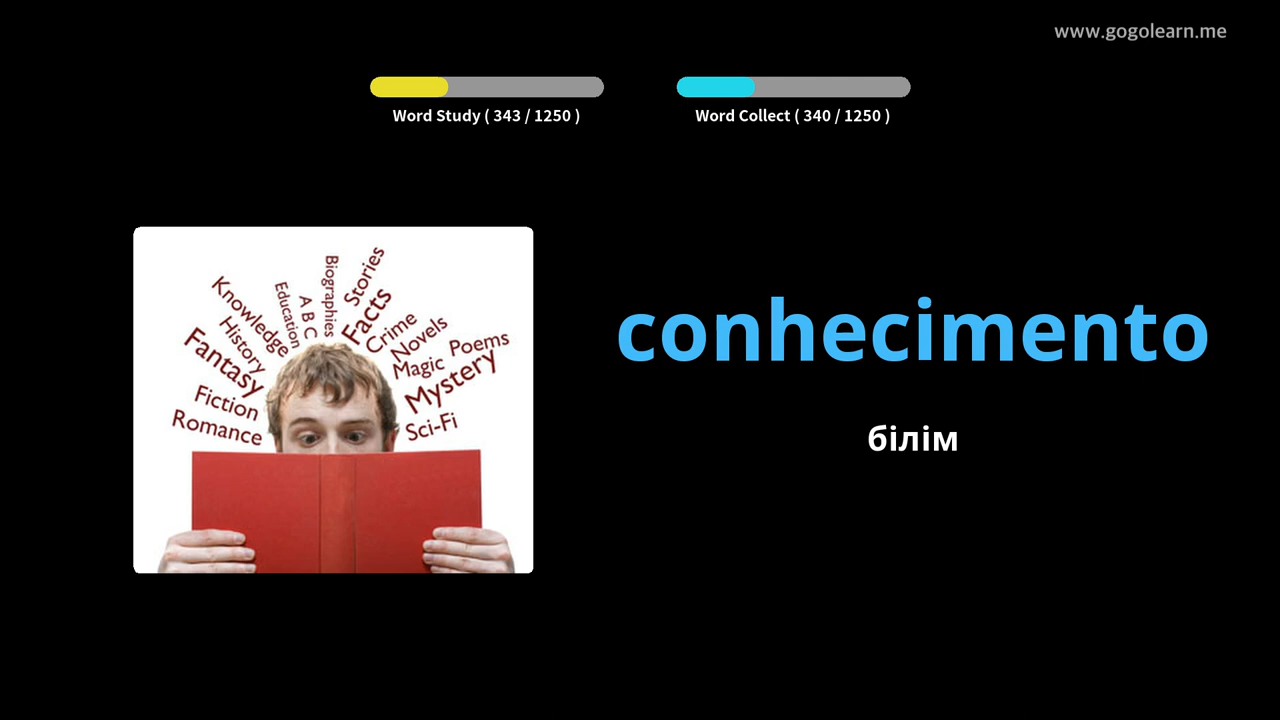 www.gogolearn.me
Word Study ( 343 / 1250 )
Word Collect ( 340 / 1250 )
conhecimento
білім
Biographies
Stories
Education
A B C
Facts
Knowledge
Crime
History
Novels
Fantasy
Magic
Poems
Mystery
Fiction
Romance
Sci-Fi